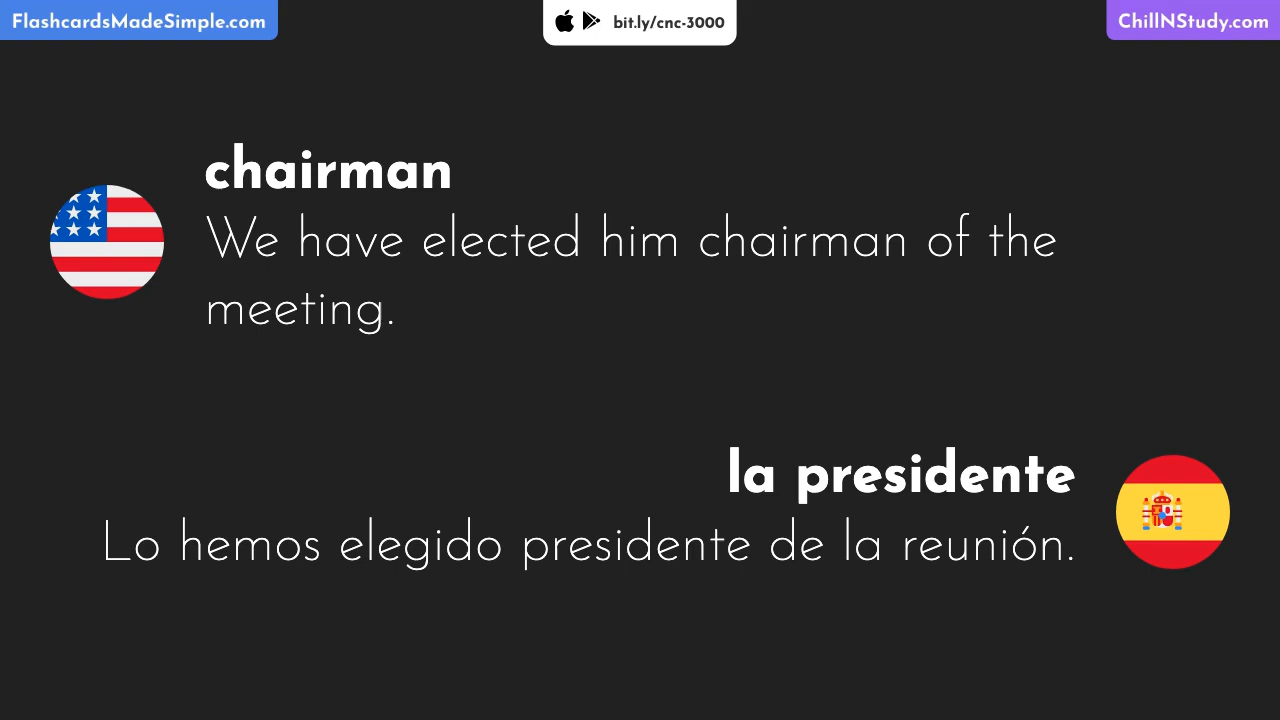 FlashcardsMadeSimple.com
bit.ly/cnc-3000
ChillNStudy.com
chairman
We have elected him chairman of the
meeting.
la presidente
Lo hemos elegido presidente de la reunión.